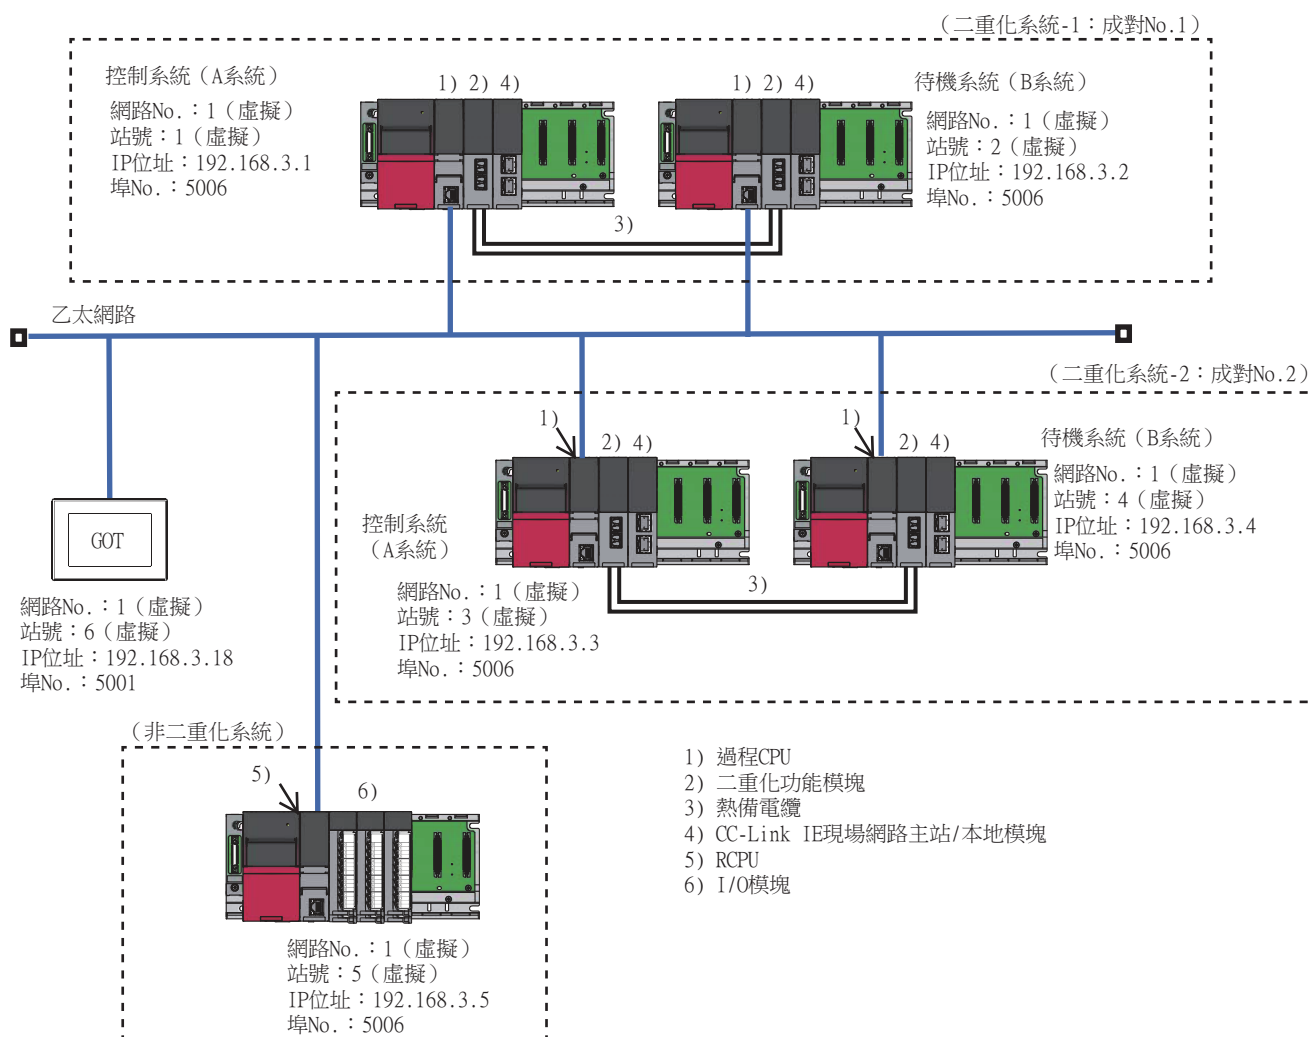 （二重化系統-1：成對No.1）
控制系統（A系統）
網路No.：1（虛擬）
站號：1（虛擬）
IP位址：192.168.3.1
埠No.：5006
1) 2) 4)
1) 2) 4)
待機系統（B系統）
網路No.：1（虛擬）
站號：2（虛擬）
IP位址：192.168.3.2
埠No.：5006
3)
乙太網路
（二重化系統-2：成對No.2）
1)
2) 4)
1)
2) 4)
待機系統（B系統）
網路No.：1（虛擬）
站號：4（虛擬）
IP位址：192.168.3.4
埠No.：5006
控制系統
（A系統）
網路No.：1（虛擬）
站號：3（虛擬）
IP位址：192.168.3.3
埠No.：5006
3)
GOT
網路No.：1（虛擬）
站號：6（虛擬）
IP位址：192.168.3.18
埠No.：5001
（非二重化系統）
5)
6)
網路No.：1（虛擬）
站號：5（虛擬）
IP位址：192.168.3.5
埠No.：5006
1) 過程CPU
2) 二重化功能模塊
3) 熱備電纜
4) CC-Link IE現場網路主站/本地模塊
5) RCPU
6) I/O模塊